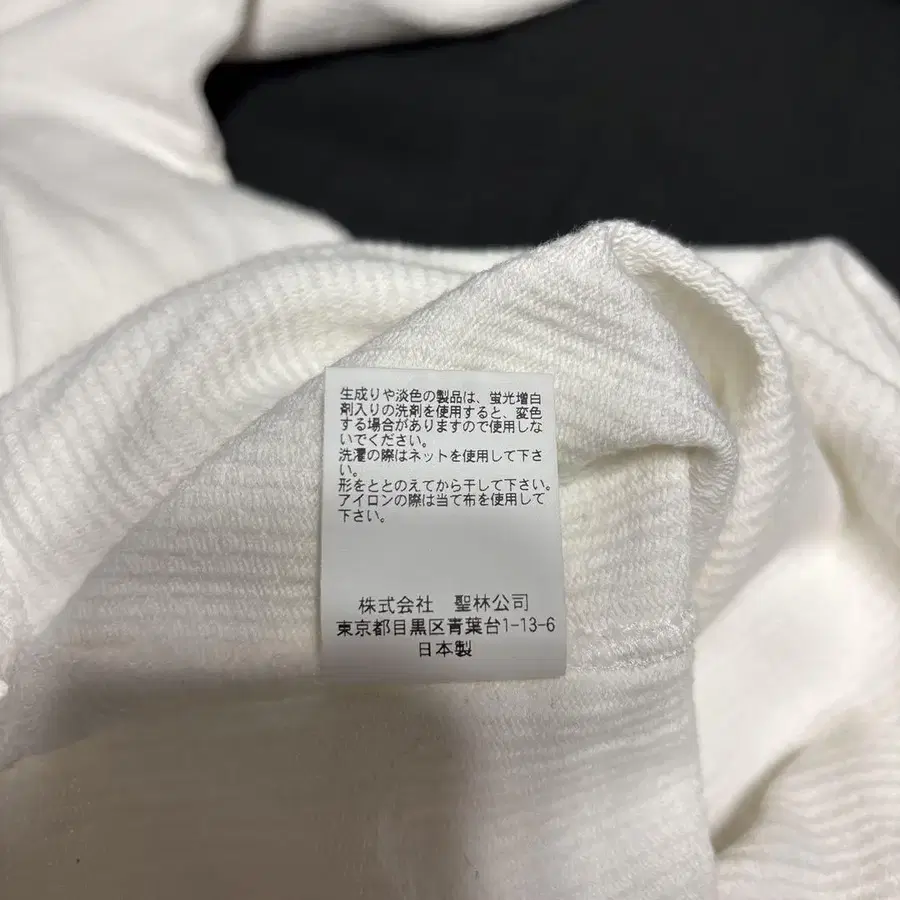 生成りや淡色の製品は、蛍光増白
剤入りの洗剤を使用すると、変色
する場合がありますので使用しな
いでください。
洗濯の際はネットを使用して下さ
い。
形をととのえてから干して下さい。
アイロンの際は当て布を使用して
下さい。
株式会社　聖林公司
東京都目黒区青葉台1-13-6
日本製